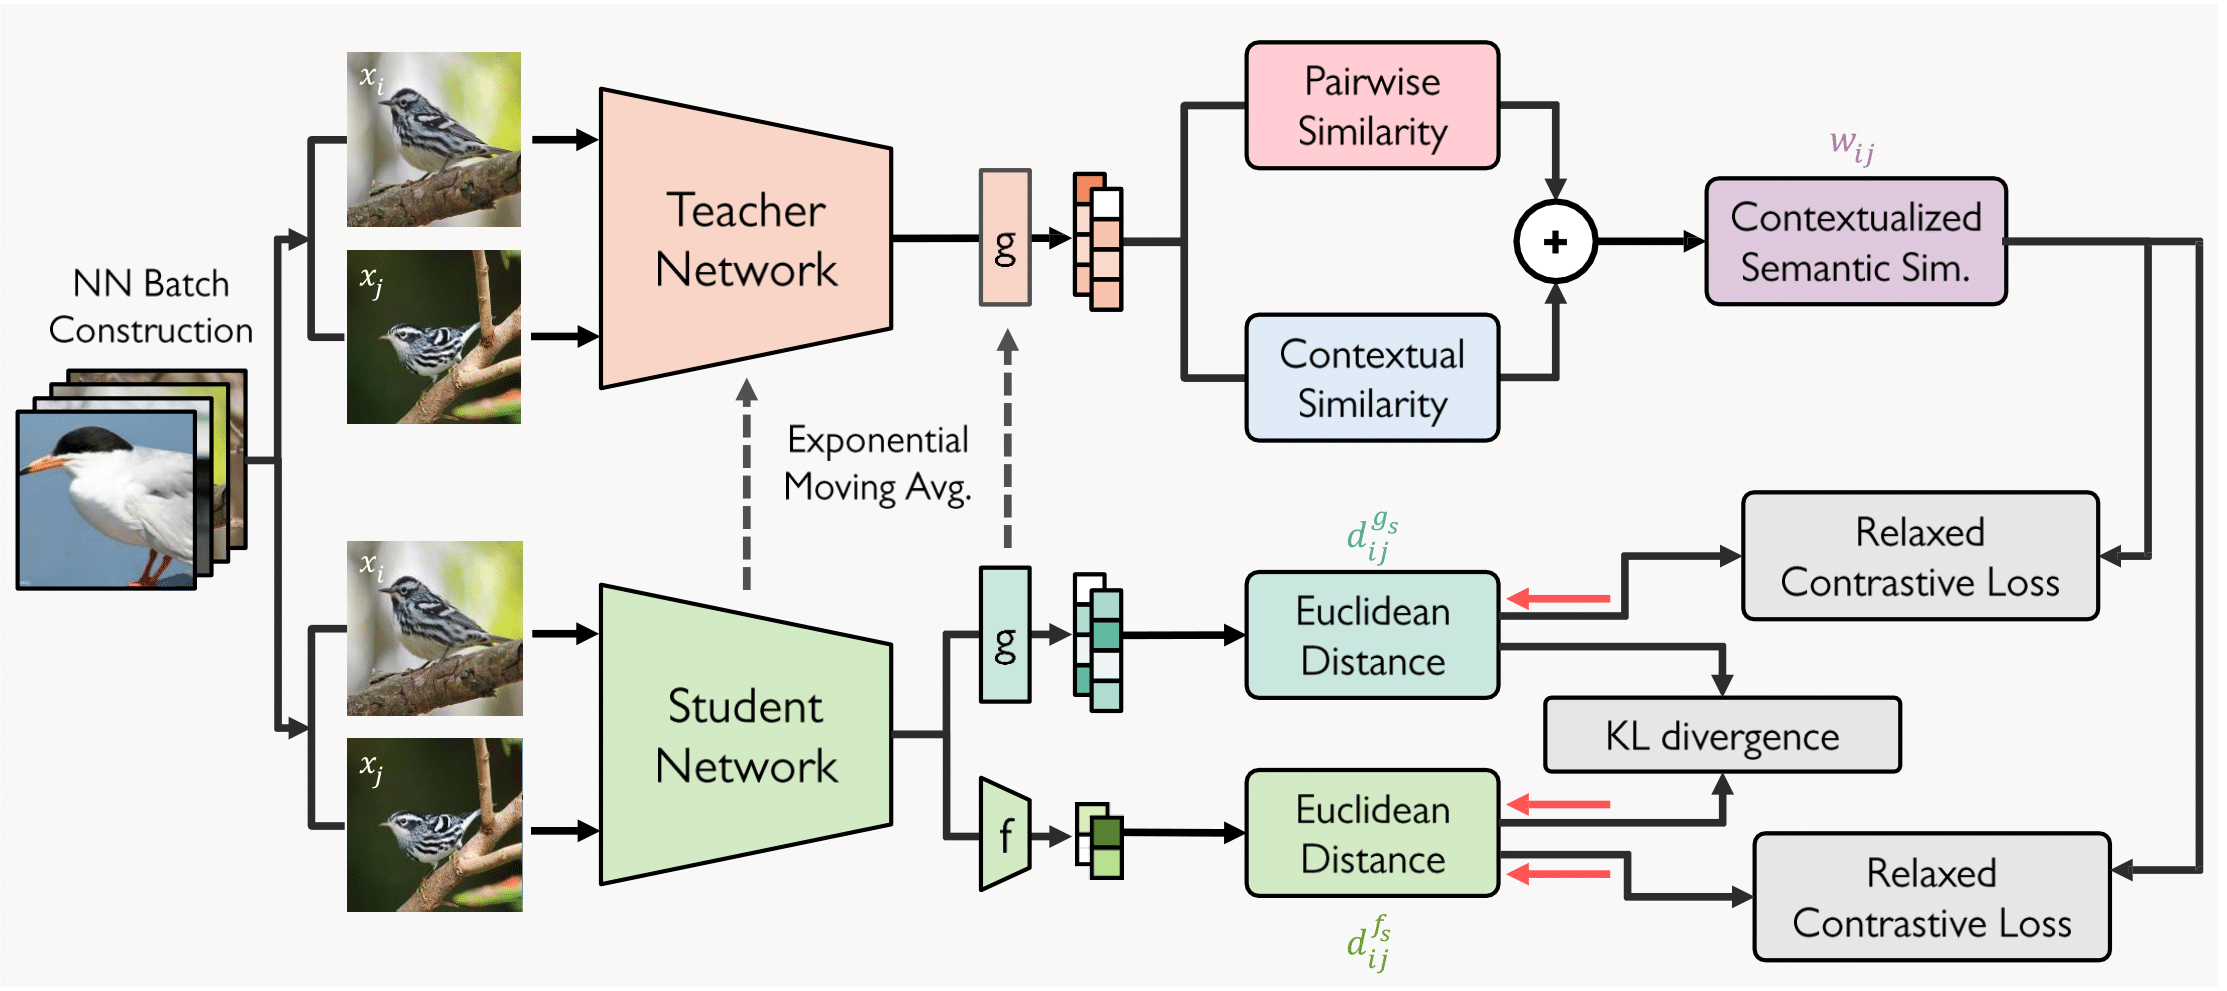 NN Batch
Construction
x_i
x_j
Teacher
Network
g
Pairwise
Similarity
Contextual
Similarity
+
w_{ij}
Contextualized
Semantic Sim.
Exponential
Moving Avg.
x_i
x_j
Student
Network
g
f
d_{ij}^{g_s}
Euclidean
Distance
Euclidean
Distance
d_{ij}^{f_s}
Relaxed
Contrastive Loss
KL divergence
Relaxed
Contrastive Loss